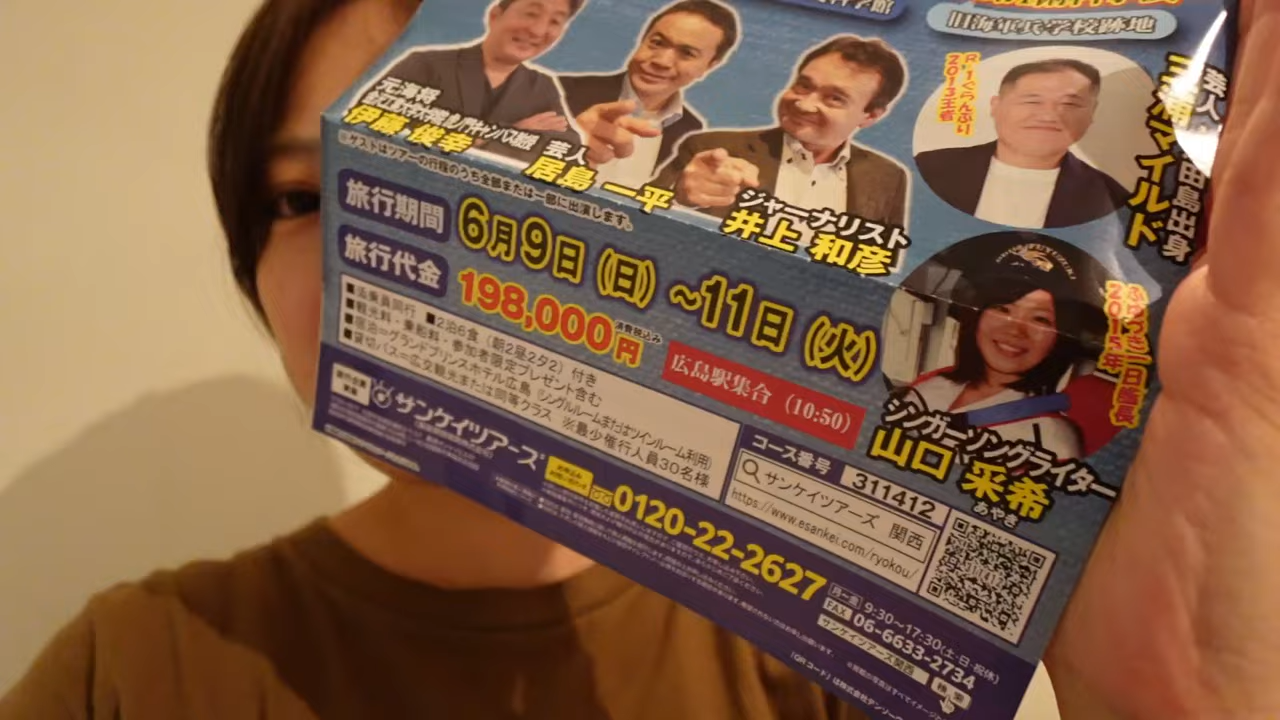 旧海軍兵学校跡地
R-1ぐらんぷり
2013王者
芸人
江田島出身
三浦マイルド
元海将
伊藤 俊幸
芸人
居島 一平
ジャーナリスト
井上 和彦
※ゲストはツアーの行程のうち全部または一部に出演します。
旅行期間
6月9日(日)~11日(火)
旅行代金
198,000円
消費税込み
広島駅集合(10:50)
■添乗員同行 ■2泊6食(朝2昼2夕2)付き
■観光料・乗船料・参加者限定プレゼント含む
■宿泊=グランドプリンスホテル広島(シングルルームまたはツインルーム利用)
■貸切バス=広交観光または同等クラス ※最少催行人員30名様
2015年
シンガーソングライター
山口 采希
あやき
サンケイツアーズ
お申込み
お問い合わせ
0120-22-2627
コース番号 311412
サンケイツアーズ 関西
https://www.esankei.com/ryokou/
月~金 9:30~17:30(土・日・祝休)
FAX 06-6633-2734
サンケイツアーズ関西 検索